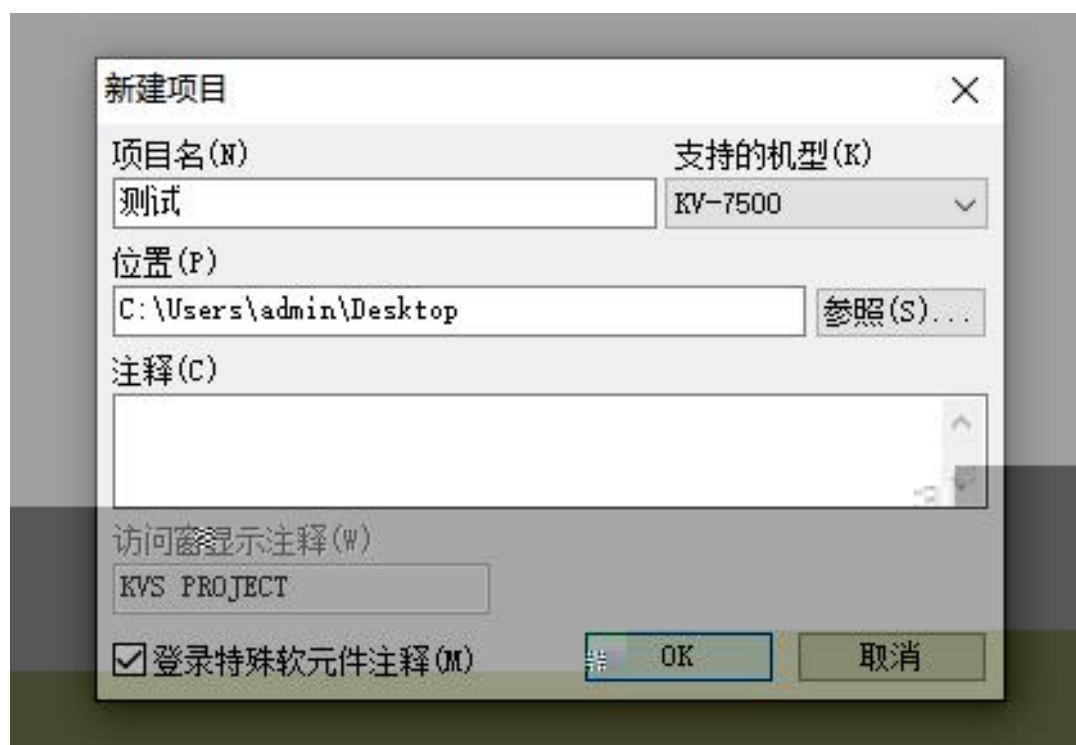 新建项目
项目名(N) 支持的机型(K)
测试 KV-7500
位置(P)
C:\Users\admin\Desktop 参照(S)...
注释(C)
访问窗显示注释(W)
KVS PROJECT
登录特殊软元件注释(M) OK 取消